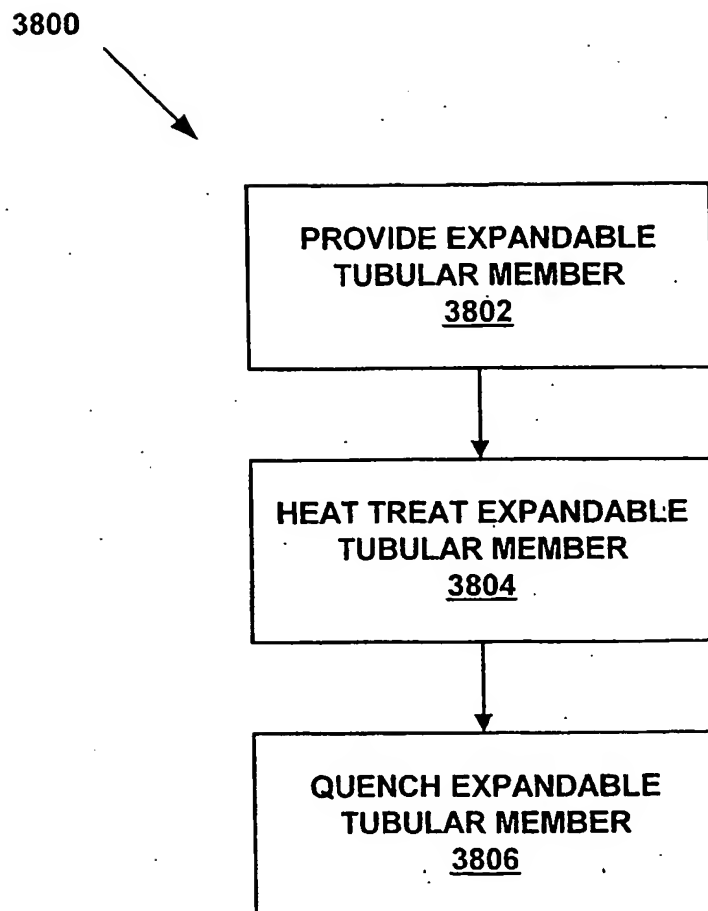 3800
PROVIDE EXPANDABLE
TUBULAR MEMBER
3802
HEAT TREAT EXPANDABLE
TUBULAR MEMBER
3804
QUENCH EXPANDABLE
TUBULAR MEMBER
3806